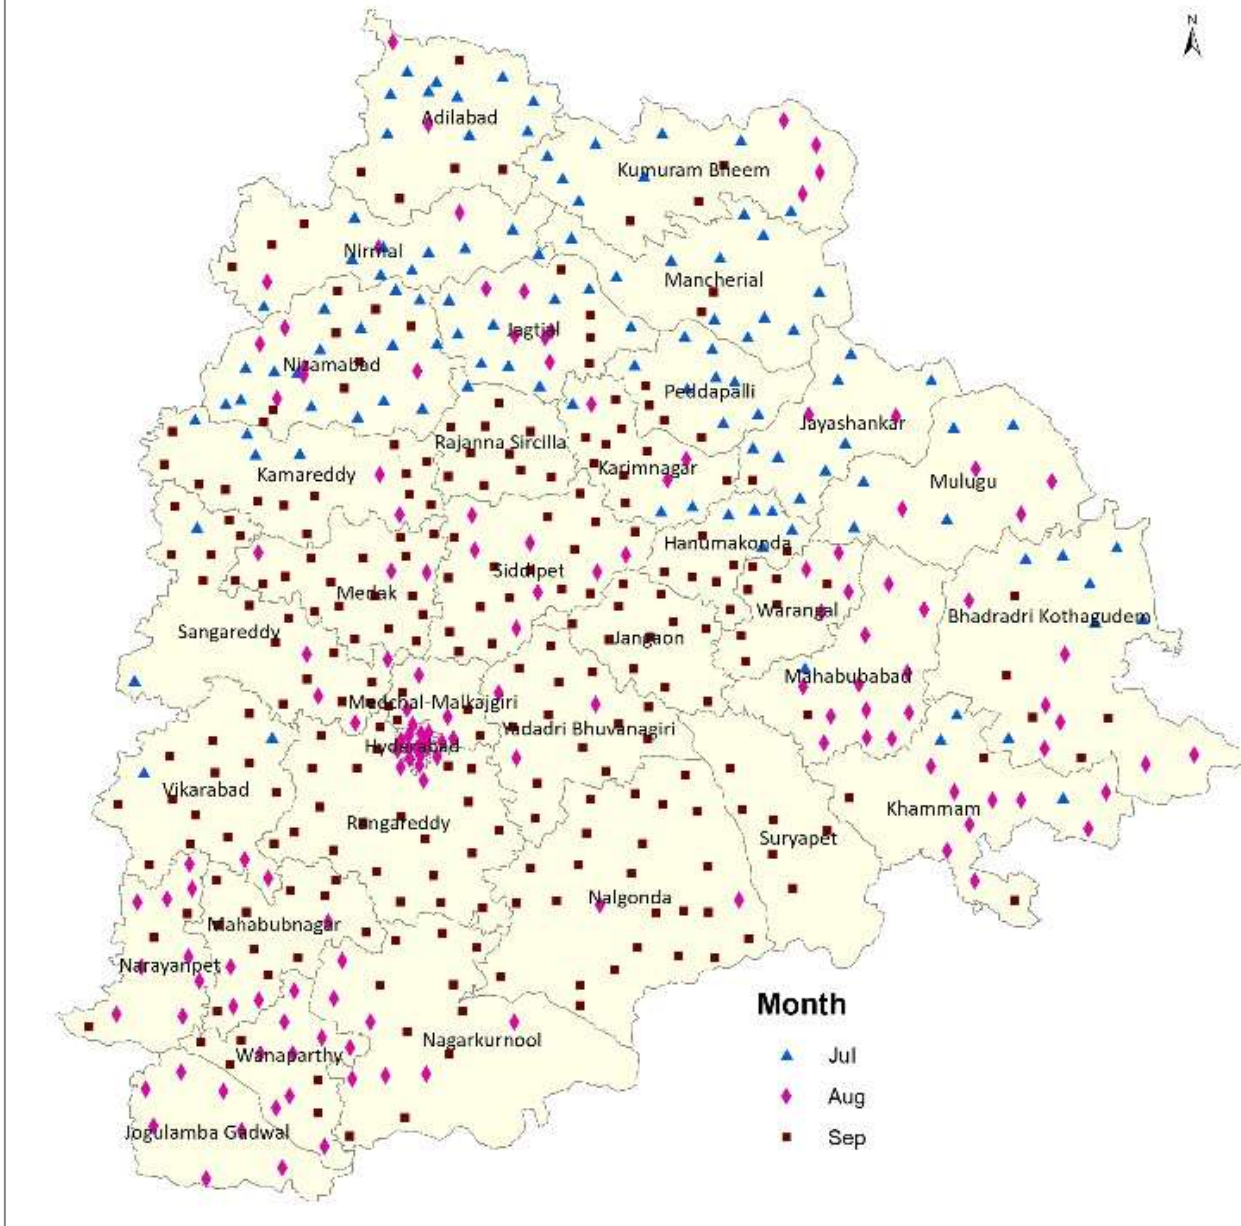 N
Adilabad
Kumuram Bheem
Nirmal
Mancherial
Jagtial
Nizamabad
Peddapalli
Jayashankar
Rajanna Sircilla
Karimnagar
Kamareddy
Mulugu
Hanumakonda
Siddipet
Medak
Warangal
Bhadradri Kothagudem
Sangareddy
Jangaon
Mahabubabad
Medchal-Malkajgiri
Yadadri Bhuvanagiri
Hyderabad
Vikarabad
Khammam
Rangareddy
Suryapet
Nalgonda
Mahabubnagar
Narayanpet
Nagarkurnool
Wanaparthy
Jogulamba Gadwal
Month
Jul
Aug
Sep